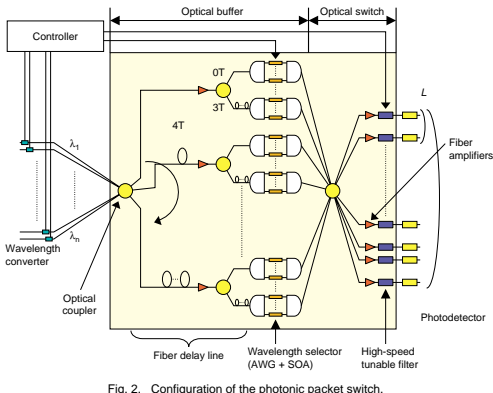 Optical buffer
Optical switch
Controller
0T
3T
4T
L
λ1
λn
Fiber
amplifiers
Wavelength
converter
Optical
coupler
Photodetector
Fiber delay line
Wavelength selector
(AWG + SOA)
High-speed
tunable filter
Fig. 2. Configuration of the photonic packet switch.